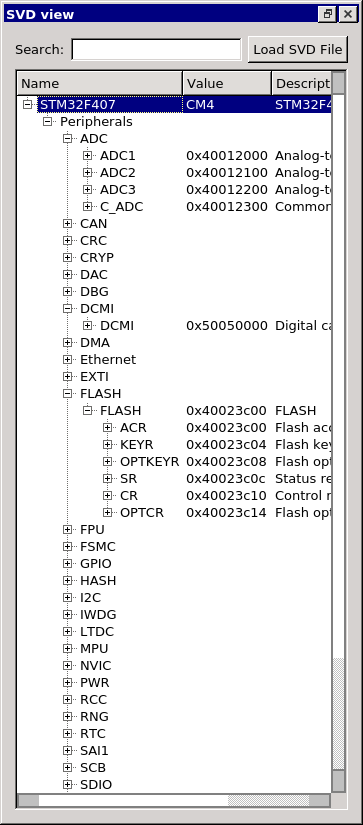 SVD view
Search: Load SVD File
Name Value Descript
STM32F407 CM4 STM32F4
Peripherals
ADC
ADC1 0x40012000 Analog-to
ADC2 0x40012100 Analog-to
ADC3 0x40012200 Analog-to
C_ADC 0x40012300 Common
CAN
CRC
CRYP
DAC
DBG
DCMI
DCMI 0x50050000 Digital ca
DMA
Ethernet
EXTI
FLASH
FLASH 0x40023c00 FLASH
ACR 0x40023c00 Flash acc
KEYR 0x40023c04 Flash key
OPTKEYR 0x40023c08 Flash opt
SR 0x40023c0c Status re
CR 0x40023c10 Control r
OPTCR 0x40023c14 Flash opt
FPU
FSMC
GPIO
HASH
I2C
IWDG
LTDC
MPU
NVIC
PWR
RCC
RNG
RTC
SAI1
SCB
SDIO